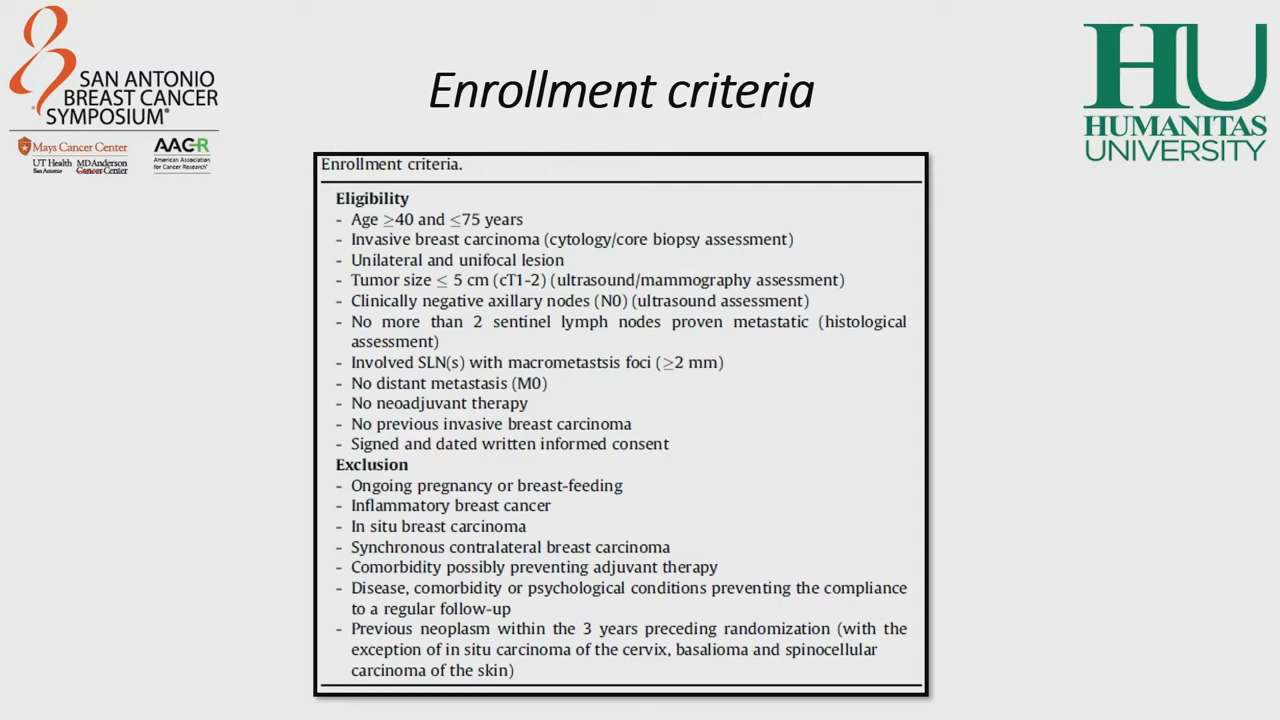 SAN ANTONIO
BREAST CANCER
SYMPOSIUM®
Mays Cancer Center
UT Health
San Antonio
MD Anderson
Cancer Center
AACR
American Association
for Cancer Research®
Enrollment criteria
HU
HUMANITAS
UNIVERSITY
Enrollment criteria.
Eligibility
- Age ≥40 and ≤75 years
- Invasive breast carcinoma (cytology/core biopsy assessment)
- Unilateral and unifocal lesion
- Tumor size ≤ 5 cm (cT1-2) (ultrasound/mammography assessment)
- Clinically negative axillary nodes (N0) (ultrasound assessment)
- No more than 2 sentinel lymph nodes proven metastatic (histological
assessment)
- Involved SLN(s) with macrometastsis foci (≥2 mm)
- No distant metastasis (M0)
- No neoadjuvant therapy
- No previous invasive breast carcinoma
- Signed and dated written informed consent
Exclusion
- Ongoing pregnancy or breast-feeding
- Inflammatory breast cancer
- In situ breast carcinoma
- Synchronous contralateral breast carcinoma
- Comorbidity possibly preventing adjuvant therapy
- Disease, comorbidity or psychological conditions preventing the compliance
to a regular follow-up
- Previous neoplasm within the 3 years preceding randomization (with the
exception of in situ carcinoma of the cervix, basalioma and spinocellular
carcinoma of the skin)